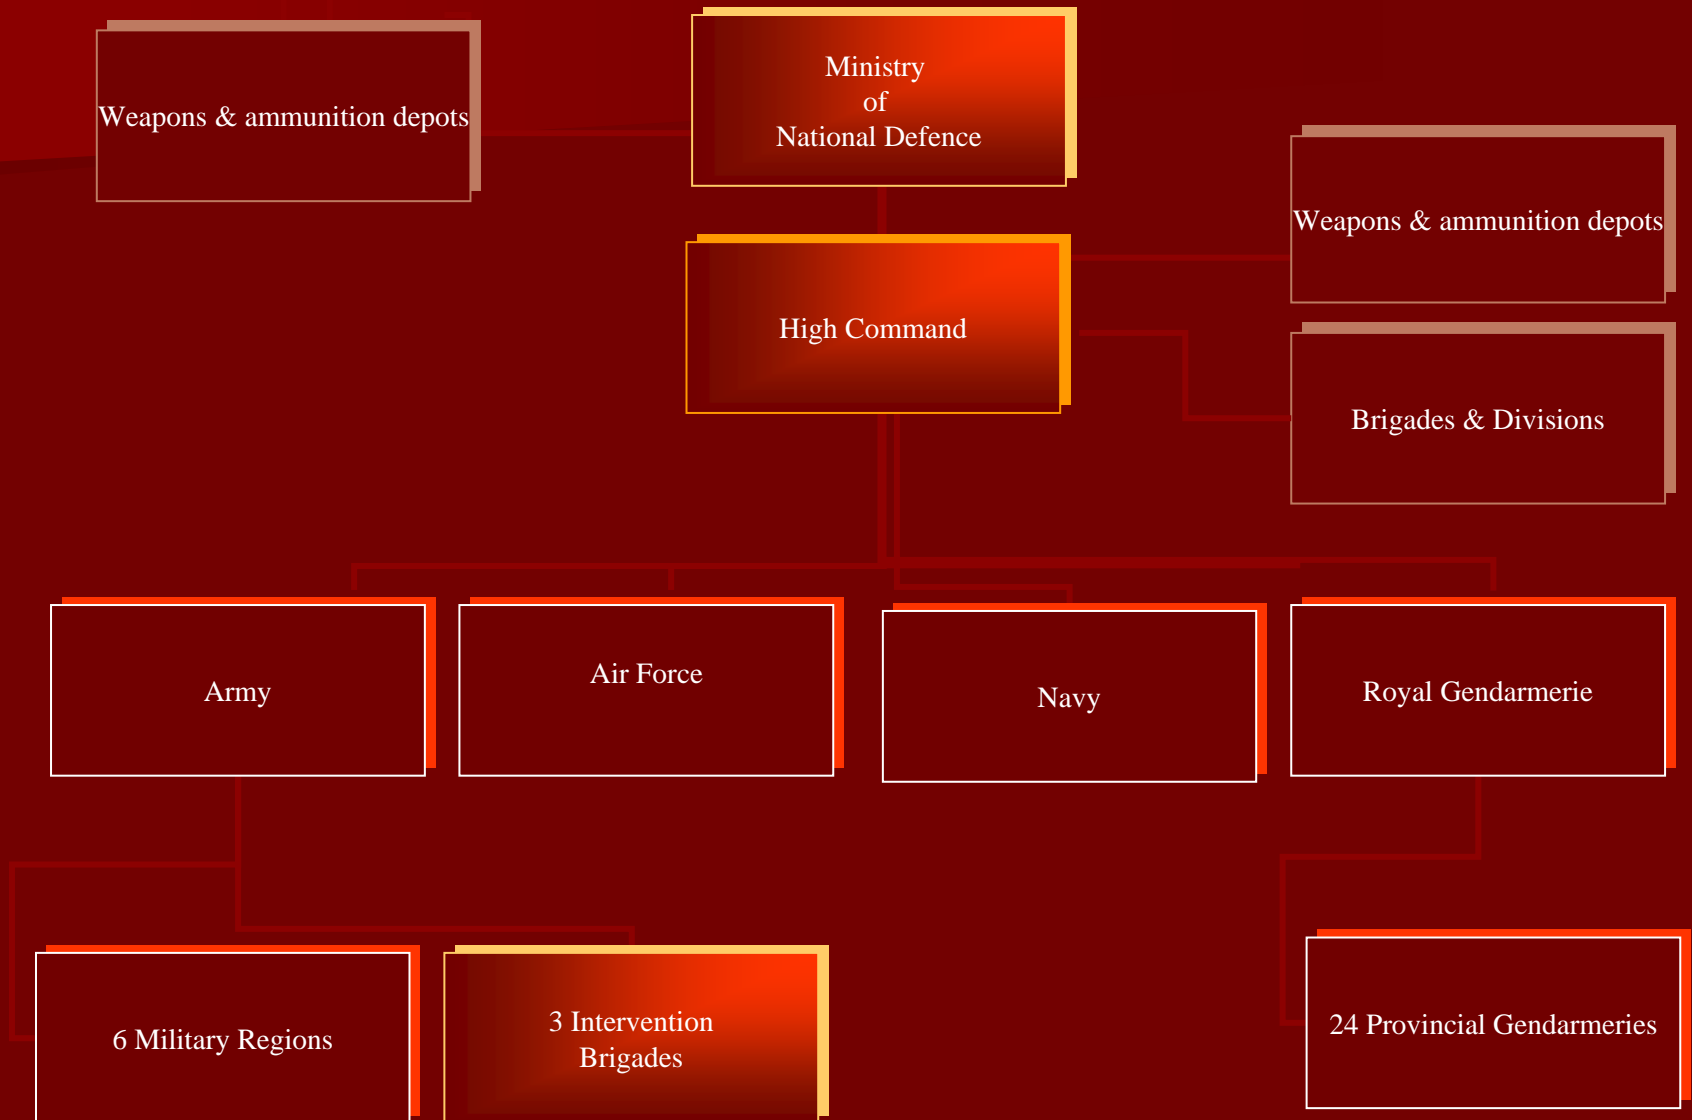 Weapons & ammunition depots
Ministry
of
National Defence
Weapons & ammunition depots
High Command
Brigades & Divisions
Army
Air Force
Navy
Royal Gendarmerie
6 Military Regions
3 Intervention
Brigades
24 Provincial Gendarmeries